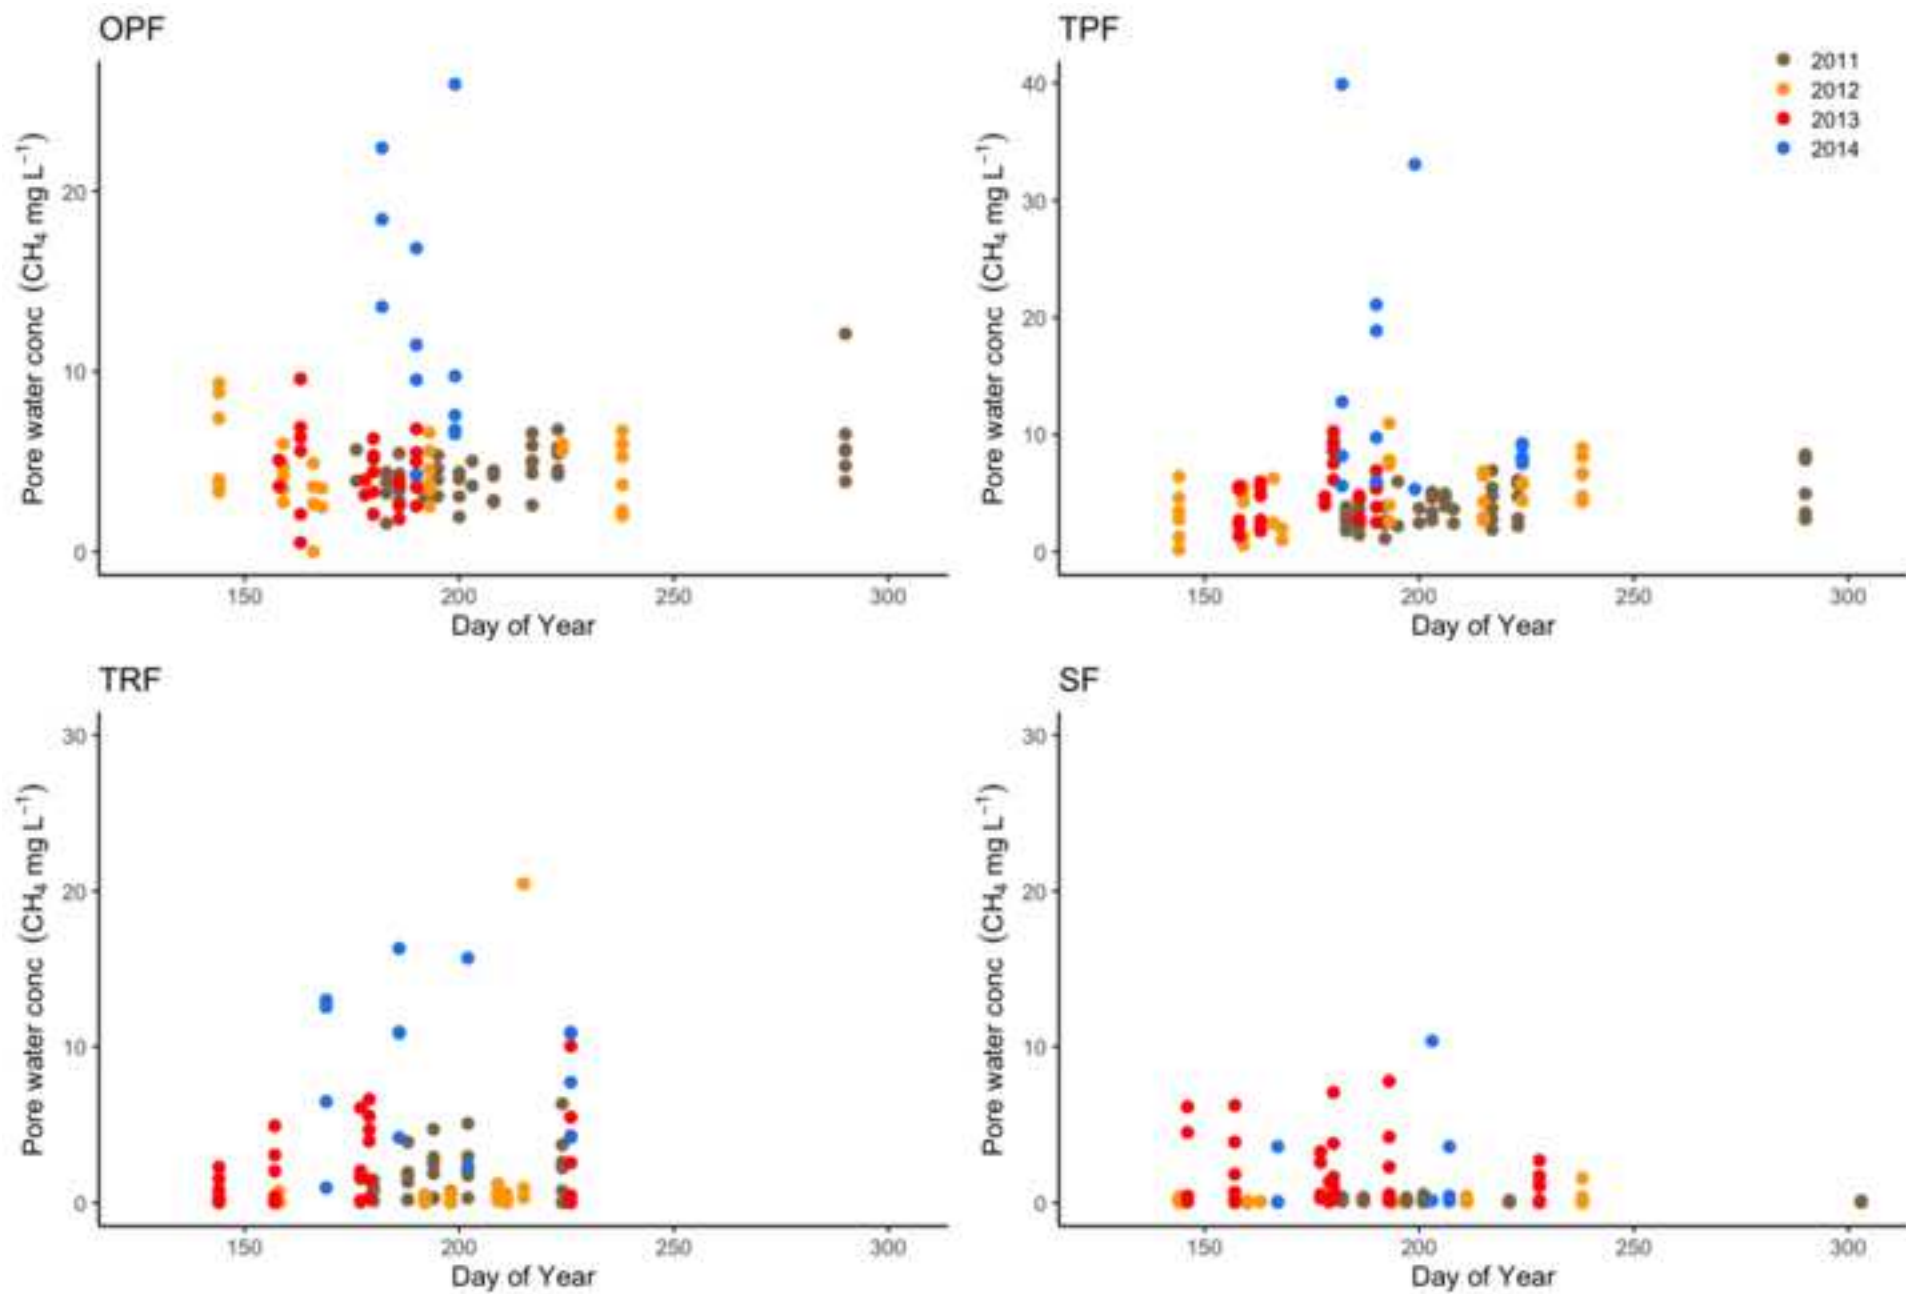 OPF
Pore water conc (CH₄ mg L⁻¹)
20
10
0
150 200 250 300
Day of Year
TPF
2011
2012
2013
2014
Pore water conc (CH₄ mg L⁻¹)
40
30
20
10
0
150 200 250 300
Day of Year
TRF
Pore water conc (CH₄ mg L⁻¹)
30
20
10
0
150 200 250 300
Day of Year
SF
Pore water conc (CH₄ mg L⁻¹)
30
20
10
0
150 200 250 300
Day of Year